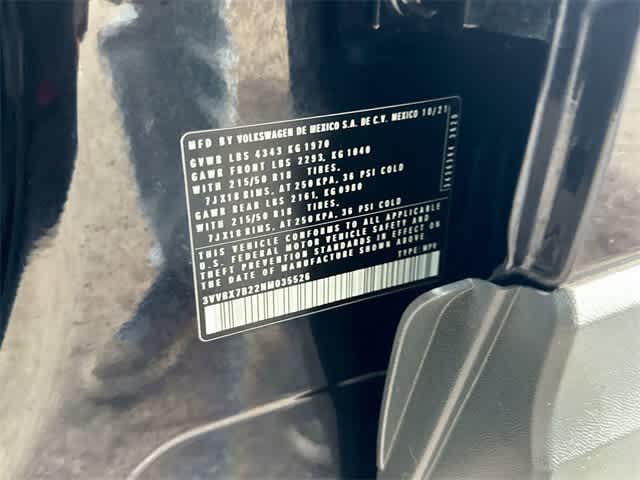 MFD BY VOLKSWAGEN DE MEXICO S.A. DE C.V. MEXICO 10/21
GVWR LBS 4343 KG 1970
GAWR FRONT LBS 2293, KG 1040
WITH 215/50 R18 TIRES,
7JX18 RIMS, AT 250 KPA, 36 PSI COLD
GAWR REAR LBS 2161, KG 0980
WITH 215/50 R18 TIRES,
7JX18 RIMS, AT 250 KPA, 36 PSI COLD
THIS VEHICLE CONFORMS TO ALL APPLICABLE
U.S. FEDERAL MOTOR VEHICLE SAFETY AND
THEFT PREVENTION STANDARDS IN EFFECT ON
THE DATE OF MANUFACTURE SHOWN ABOVE
3VVBX7B22NM035526 TYPE: MPV